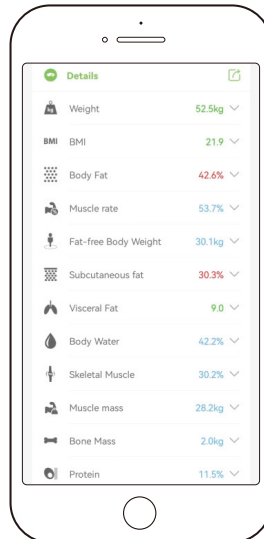 Details
kg Weight 52.5kg
BMI BMI 21.9
Body Fat 42.6%
Muscle rate 53.7%
Fat-free Body Weight 30.1kg
Subcutaneous fat 30.3%
Visceral Fat 9.0
Body Water 42.2%
Skeletal Muscle 30.2%
Muscle mass 28.2kg
Bone Mass 2.0kg
Protein 11.5%